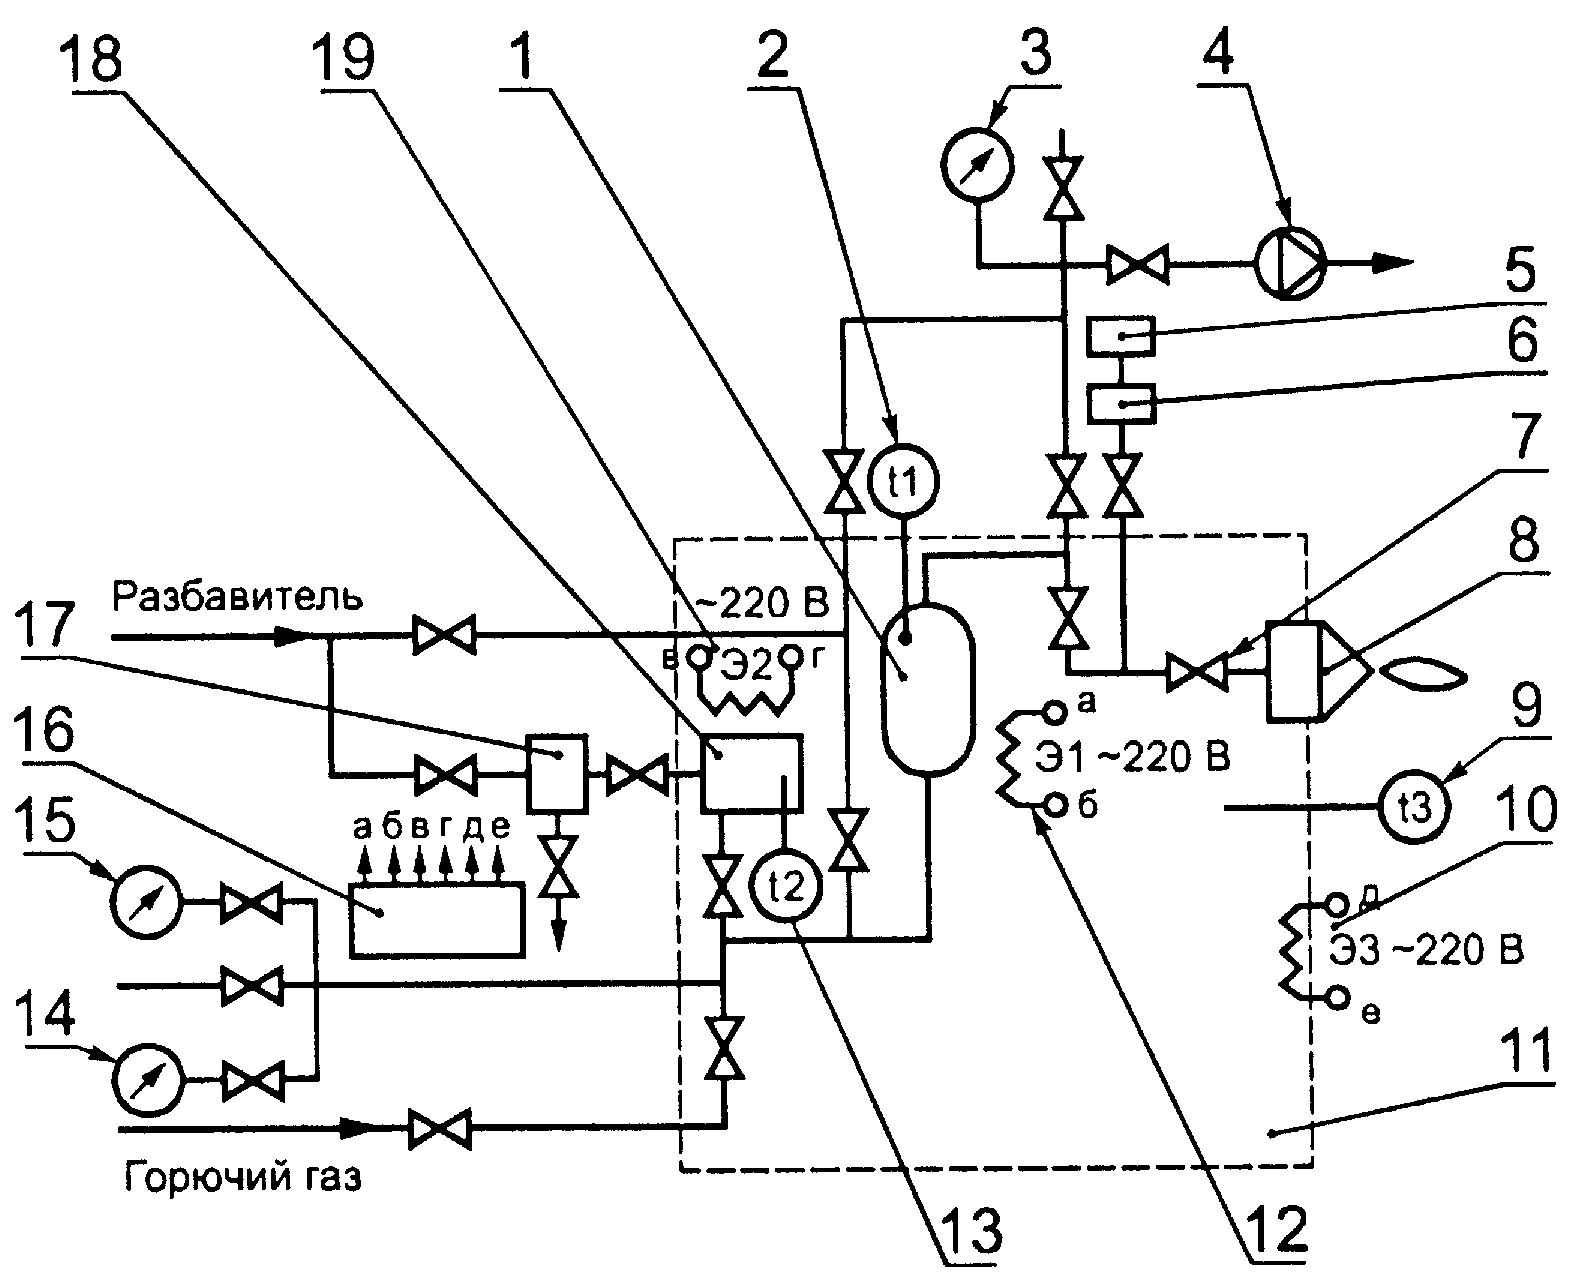 18
19
1
2
3
4
5
6
7
8
9
10
11
12
13
14
15
16
17
t1
Разбавитель
~220 В
в Э2 г
а
Э1 ~220 В
б
t3
а б в г д е
t2
д
Э3 ~220 В
е
Горючий газ